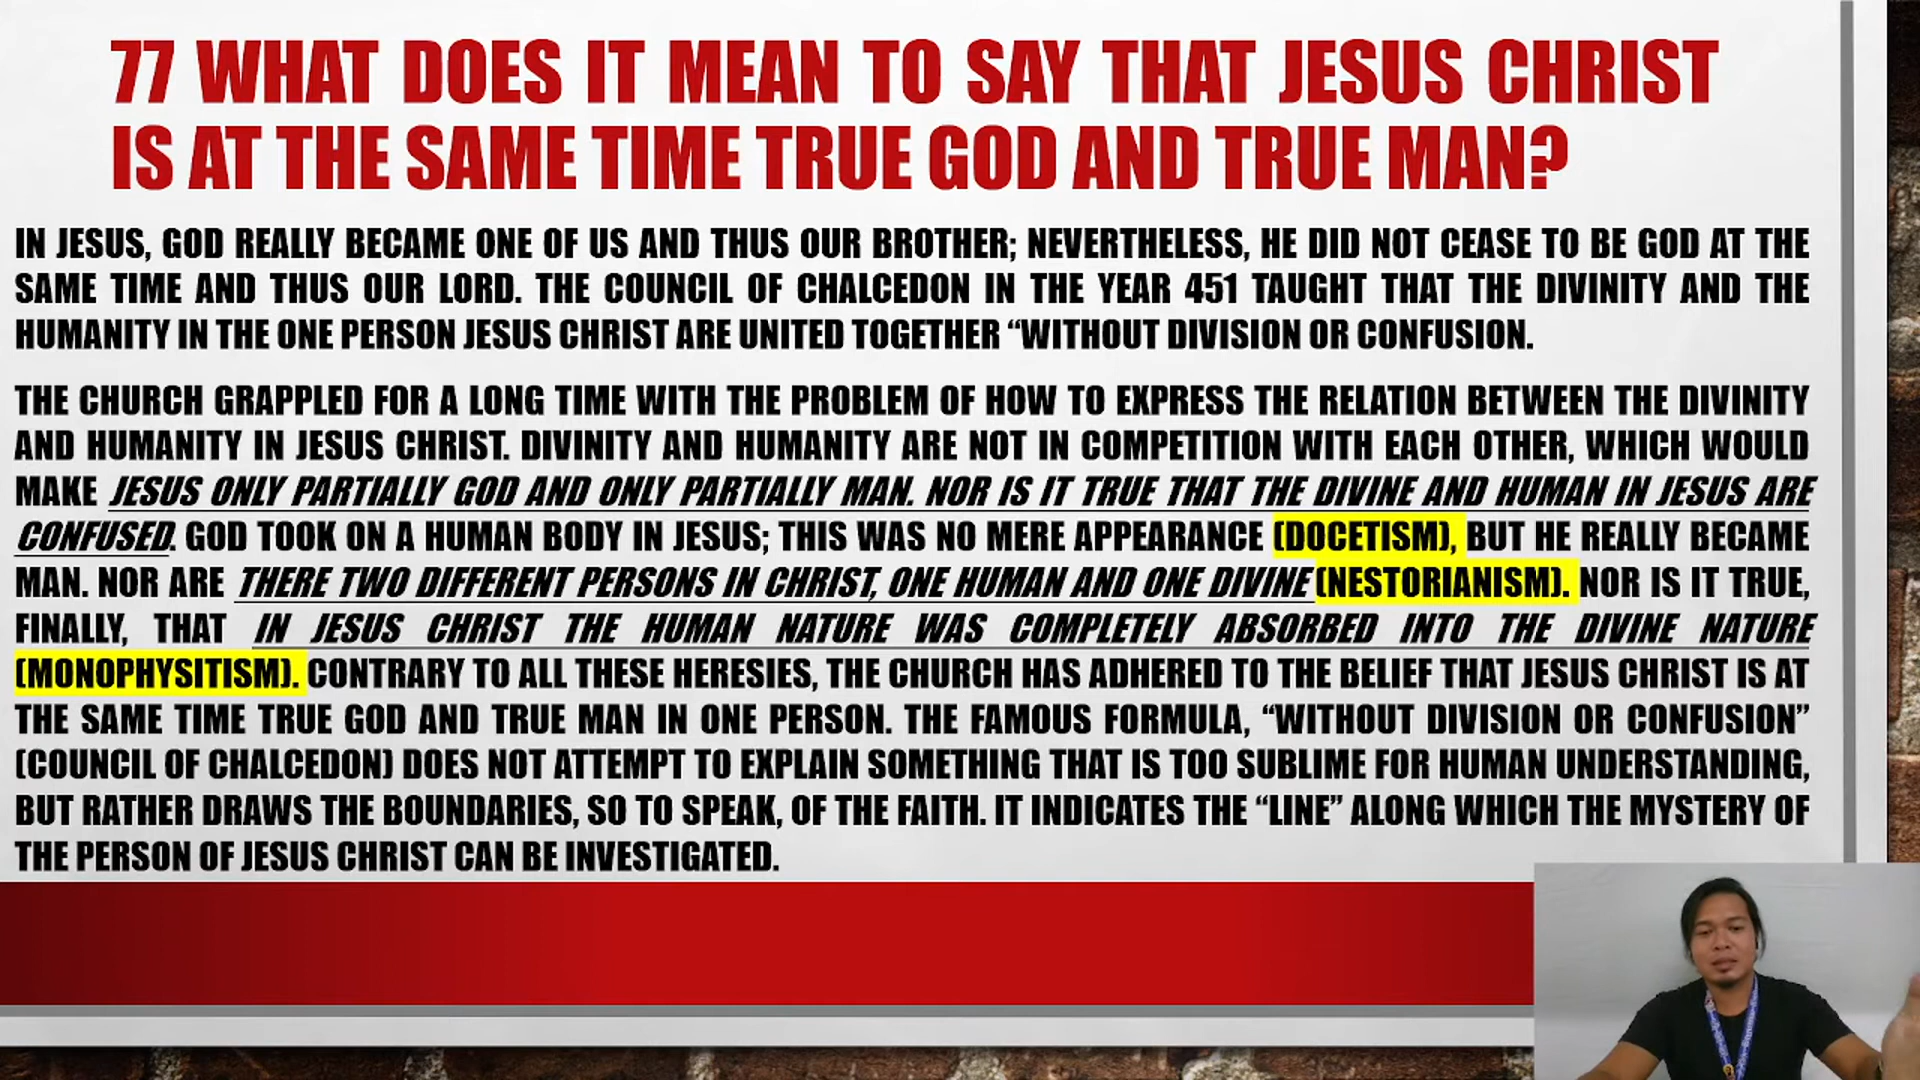 77 WHAT DOES IT MEAN TO SAY THAT JESUS CHRIST
IS AT THE SAME TIME TRUE GOD AND TRUE MAN?
IN JESUS, GOD REALLY BECAME ONE OF US AND THUS OUR BROTHER; NEVERTHELESS, HE DID NOT CEASE TO BE GOD AT THE
SAME TIME AND THUS OUR LORD. THE COUNCIL OF CHALCEDON IN THE YEAR 451 TAUGHT THAT THE DIVINITY AND THE
HUMANITY IN THE ONE PERSON JESUS CHRIST ARE UNITED TOGETHER “WITHOUT DIVISION OR CONFUSION.
THE CHURCH GRAPPLED FOR A LONG TIME WITH THE PROBLEM OF HOW TO EXPRESS THE RELATION BETWEEN THE DIVINITY
AND HUMANITY IN JESUS CHRIST. DIVINITY AND HUMANITY ARE NOT IN COMPETITION WITH EACH OTHER, WHICH WOULD
MAKE JESUS ONLY PARTIALLY GOD AND ONLY PARTIALLY MAN. NOR IS IT TRUE THAT THE DIVINE AND HUMAN IN JESUS ARE
CONFUSED. GOD TOOK ON A HUMAN BODY IN JESUS; THIS WAS NO MERE APPEARANCE (DOCETISM), BUT HE REALLY BECAME
MAN. NOR ARE THERE TWO DIFFERENT PERSONS IN CHRIST, ONE HUMAN AND ONE DIVINE (NESTORIANISM). NOR IS IT TRUE,
FINALLY, THAT IN JESUS CHRIST THE HUMAN NATURE WAS COMPLETELY ABSORBED INTO THE DIVINE NATURE
(MONOPHYSITISM). CONTRARY TO ALL THESE HERESIES, THE CHURCH HAS ADHERED TO THE BELIEF THAT JESUS CHRIST IS AT
THE SAME TIME TRUE GOD AND TRUE MAN IN ONE PERSON. THE FAMOUS FORMULA, “WITHOUT DIVISION OR CONFUSION”
(COUNCIL OF CHALCEDON) DOES NOT ATTEMPT TO EXPLAIN SOMETHING THAT IS TOO SUBLIME FOR HUMAN UNDERSTANDING,
BUT RATHER DRAWS THE BOUNDARIES, SO TO SPEAK, OF THE FAITH. IT INDICATES THE “LINE” ALONG WHICH THE MYSTERY OF
THE PERSON OF JESUS CHRIST CAN BE INVESTIGATED.